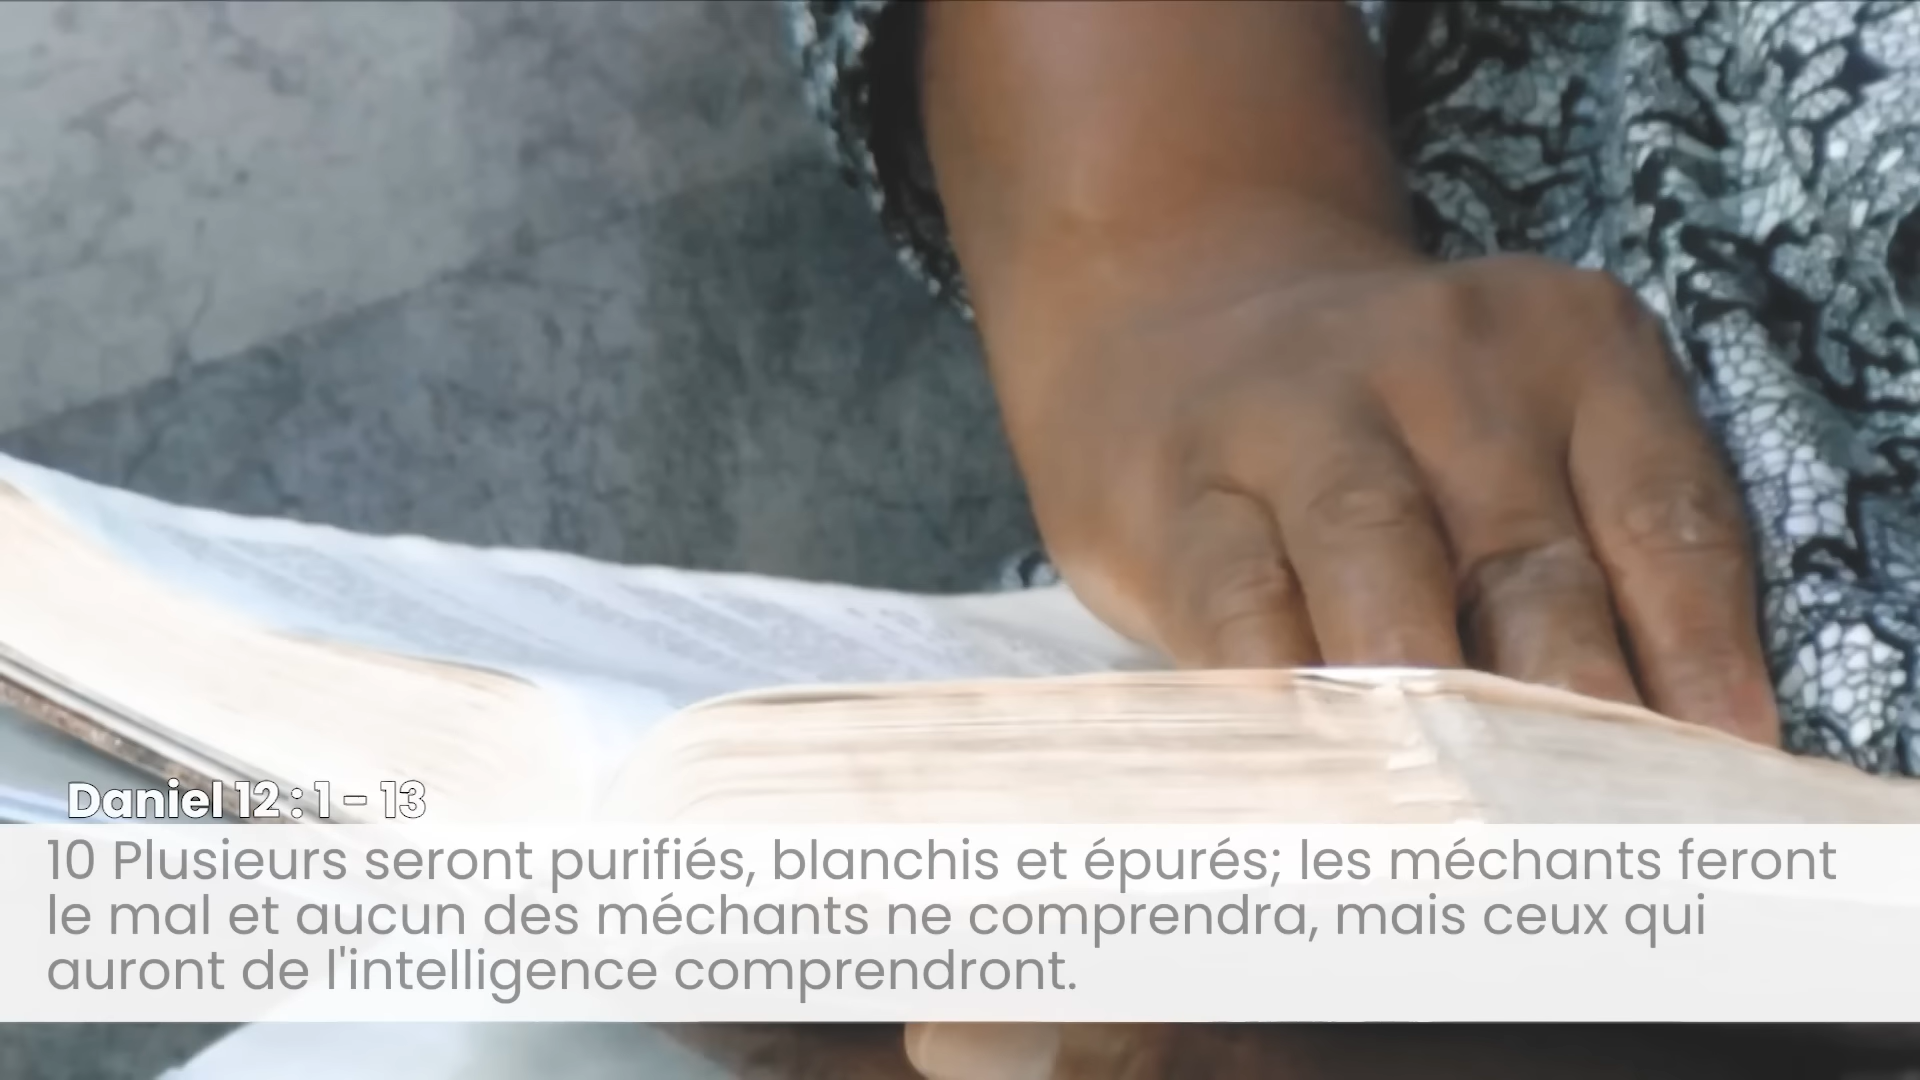 Daniel 12 : 1 - 13
10 Plusieurs seront purifiés, blanchis et épurés; les méchants feront
le mal et aucun des méchants ne comprendra, mais ceux qui
auront de l'intelligence comprendront.